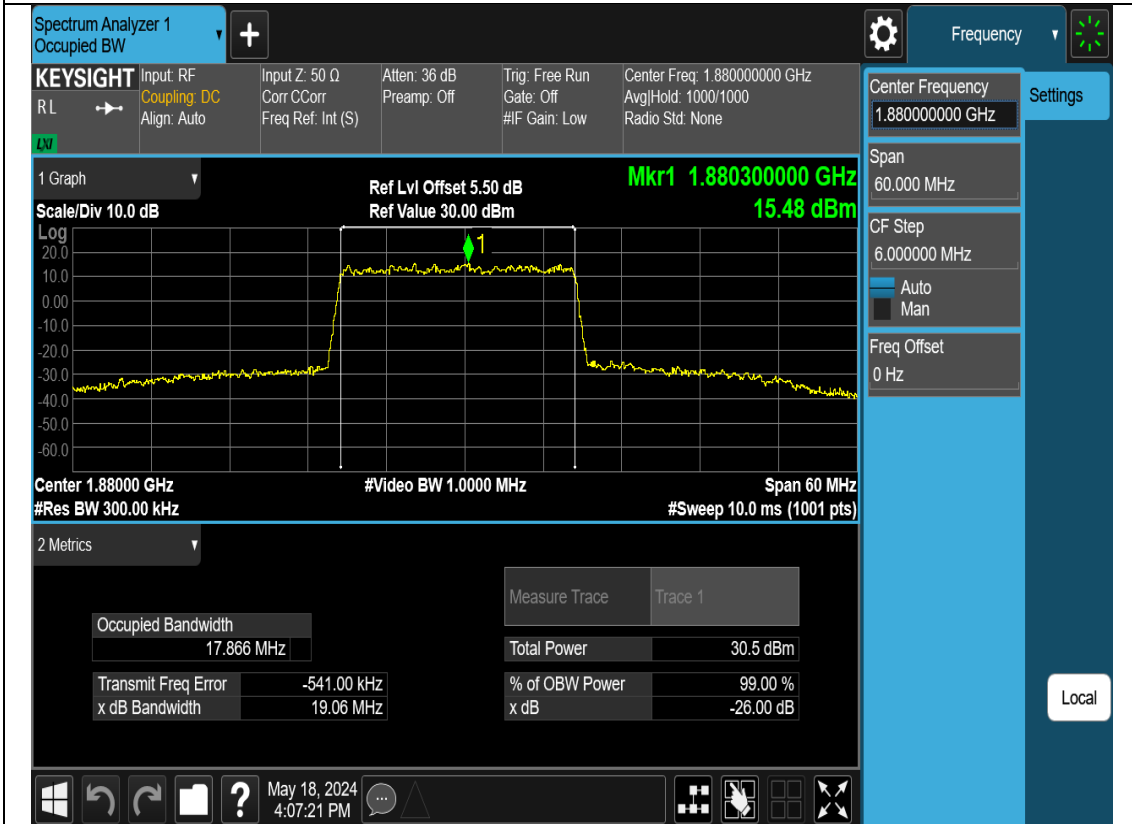 Spectrum Analyzer 1
Occupied BW
+
Frequency
KEYSIGHT
RL
LXI
Input: RF
Coupling: DC
Align: Auto
Input Z: 50 Ω
Corr CCorr
Freq Ref: Int (S)
Atten: 36 dB
Preamp: Off
Trig: Free Run
Gate: Off
#IF Gain: Low
Center Freq: 1.880000000 GHz
Avg|Hold: 1000/1000
Radio Std: None
Center Frequency
1.880000000 GHz
Settings
Span
60.000 MHz
CF Step
6.000000 MHz
Auto
Man
Freq Offset
0 Hz
Local
1 Graph
Scale/Div 10.0 dB
Ref Lvl Offset 5.50 dB
Ref Value 30.00 dBm
Mkr1 1.880300000 GHz
15.48 dBm
Log
1
20.0
10.0
0.00
-10.0
-20.0
-30.0
-40.0
-50.0
-60.0
Center 1.88000 GHz
#Video BW 1.0000 MHz
Span 60 MHz
#Res BW 300.00 kHz
#Sweep 10.0 ms (1001 pts)
2 Metrics
Measure Trace Trace 1
Occupied Bandwidth
17.866 MHz
Total Power 30.5 dBm
Transmit Freq Error -541.00 kHz
% of OBW Power 99.00 %
x dB Bandwidth 19.06 MHz
x dB -26.00 dB
?
May 18, 2024
4:07:21 PM